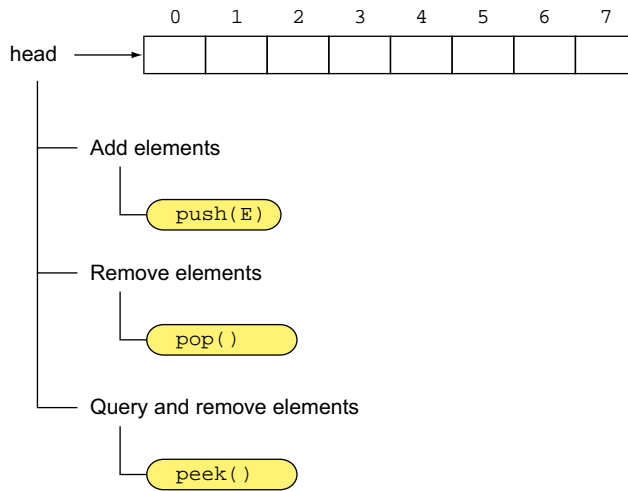 0 1 2 3 4 5 6 7
head
Add elements
push(E)
Remove elements
pop()
Query and remove elements
peek()